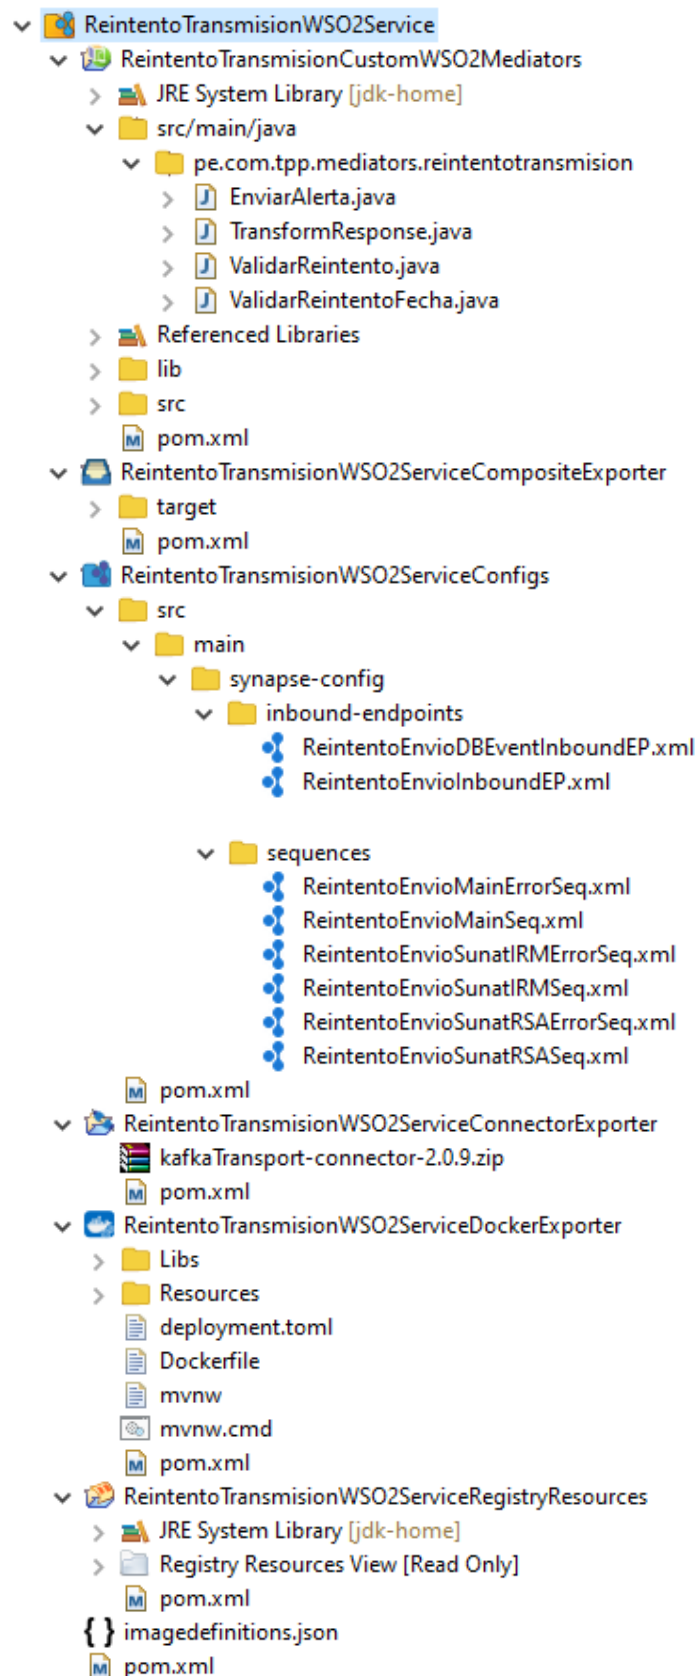 ReintentoTransmisionWSO2Service
ReintentoTransmisionCustomWSO2Mediators
JRE System Library [jdk-home]
src/main/java
pe.com.tpp.mediators.reintentotransmision
EnviarAlerta.java
TransformResponse.java
ValidarReintento.java
ValidarReintentoFecha.java
Referenced Libraries
lib
src
pom.xml
ReintentoTransmisionWSO2ServiceCompositeExporter
target
pom.xml
ReintentoTransmisionWSO2ServiceConfigs
src
main
synapse-config
inbound-endpoints
ReintentoEnvioDBEventInboundEP.xml
ReintentoEnvioInboundEP.xml
sequences
ReintentoEnvioMainErrorSeq.xml
ReintentoEnvioMainSeq.xml
ReintentoEnvioSunatIRMErrorSeq.xml
ReintentoEnvioSunatIRMSeq.xml
ReintentoEnvioSunatRSAErrorSeq.xml
ReintentoEnvioSunatRSASeq.xml
pom.xml
ReintentoTransmisionWSO2ServiceConnectorExporter
kafkaTransport-connector-2.0.9.zip
pom.xml
ReintentoTransmisionWSO2ServiceDockerExporter
Libs
Resources
deployment.toml
Dockerfile
mvnw
mvnw.cmd
pom.xml
ReintentoTransmisionWSO2ServiceRegistryResources
JRE System Library [jdk-home]
Registry Resources View [Read Only]
pom.xml
imagedefinitions.json
pom.xml